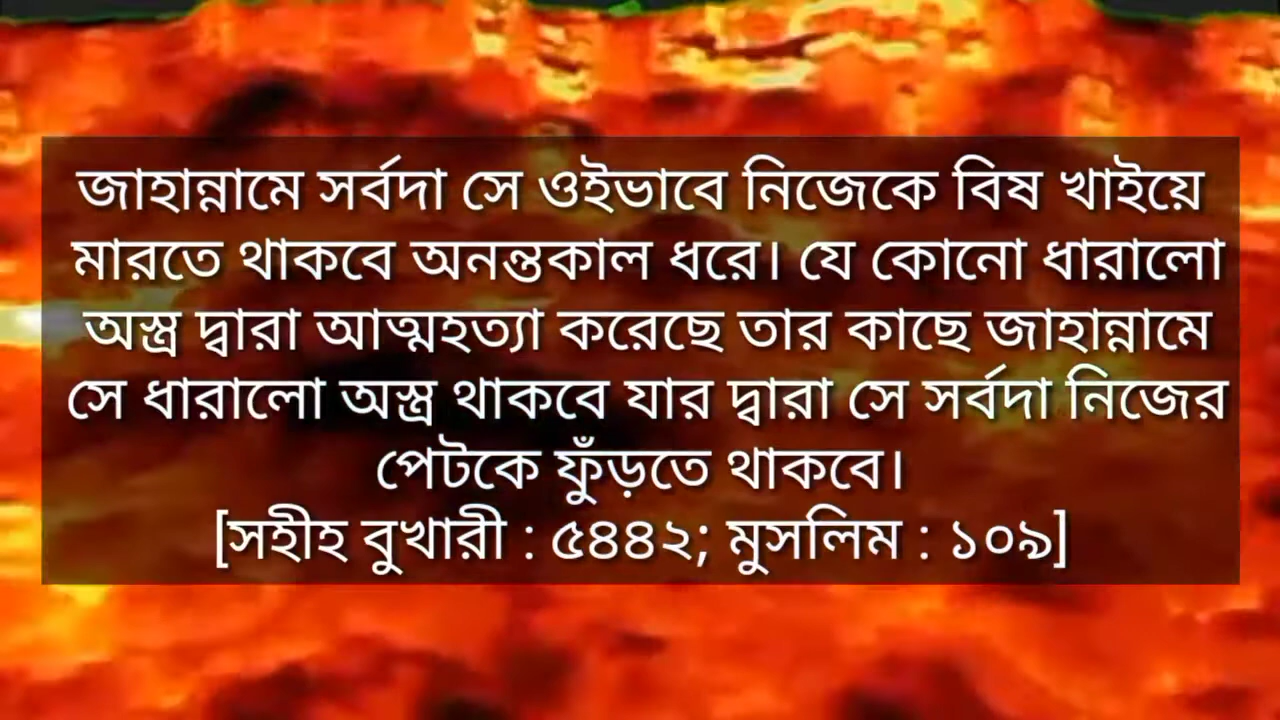 জাহান্নামে সর্বদা সে ওইভাবে নিজেকে বিষ খাইয়ে
মারতে থাকবে অনন্তকাল ধরে। যে কোনো ধারালো
অস্ত্র দ্বারা আত্মহত্যা করেছে তার কাছে জাহান্নামে
সে ধারালো অস্ত্র থাকবে যার দ্বারা সে সর্বদা নিজের
পেটকে ফুঁড়তে থাকবে।
[সহীহ বুখারী : ৫৪৪২; মুসলিম : ১০৯]